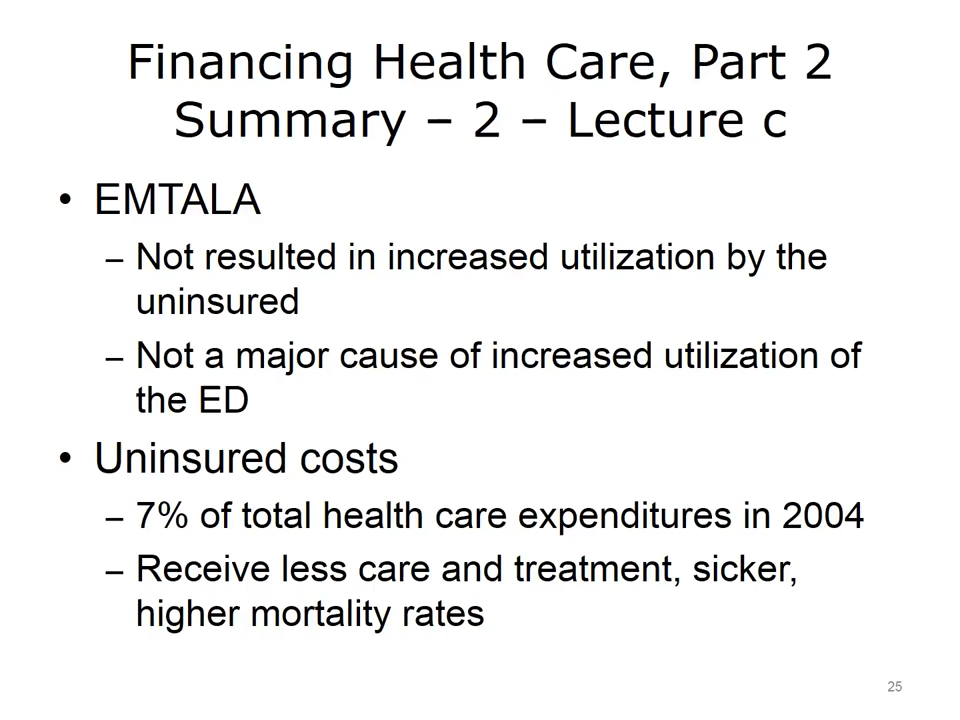 Financing Health Care, Part 2
Summary – 2 – Lecture c
• EMTALA
– Not resulted in increased utilization by the
uninsured
– Not a major cause of increased utilization of
the ED
• Uninsured costs
– 7% of total health care expenditures in 2004
– Receive less care and treatment, sicker,
higher mortality rates
25